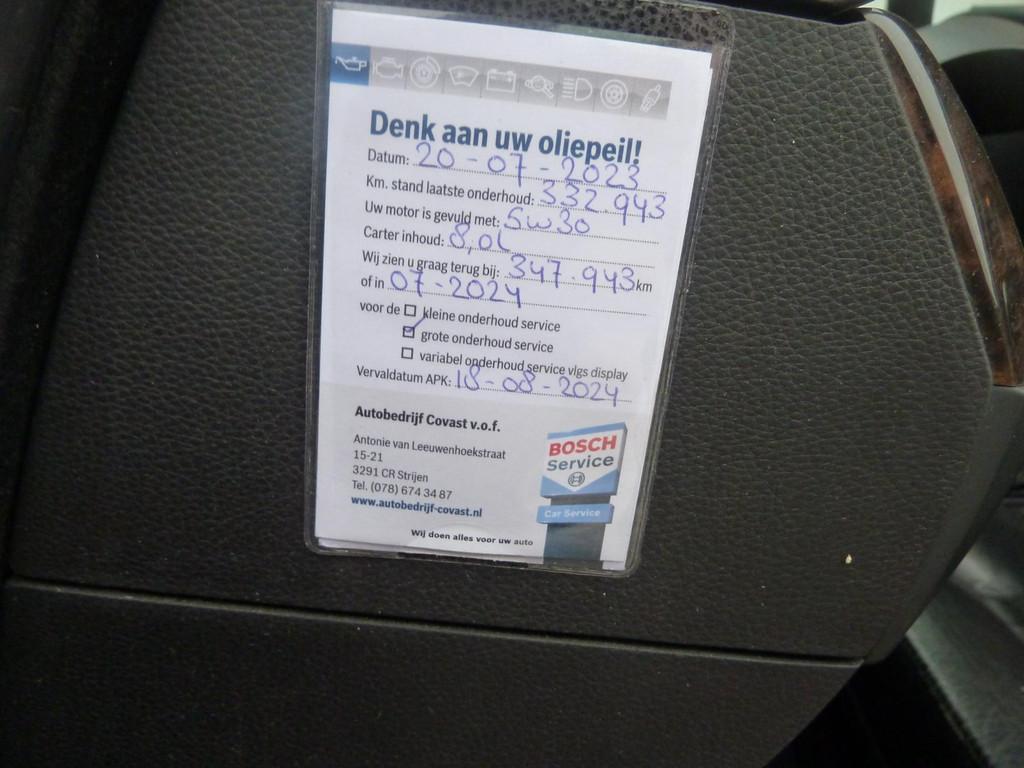 Denk aan uw oliepeil!
Datum: 20-07-2023
Km. stand laatste onderhoud: 332.943
Uw motor is gevuld met: 5w30
Carter inhoud: 8,0L
Wij zien u graag terug bij: 347.943 km
of in 07-2024
voor de kleine onderhoud service
grote onderhoud service
variabel onderhoud service vlgs display
Vervaldatum APK: 18-08-2024
Autobedrijf Covast v.o.f.
Antonie van Leeuwenhoekstraat
15-21
3291 CR Strijen
Tel. (078) 674 34 87
www.autobedrijf-covast.nl
BOSCH
Service
Car Service
Wij doen alles voor uw auto